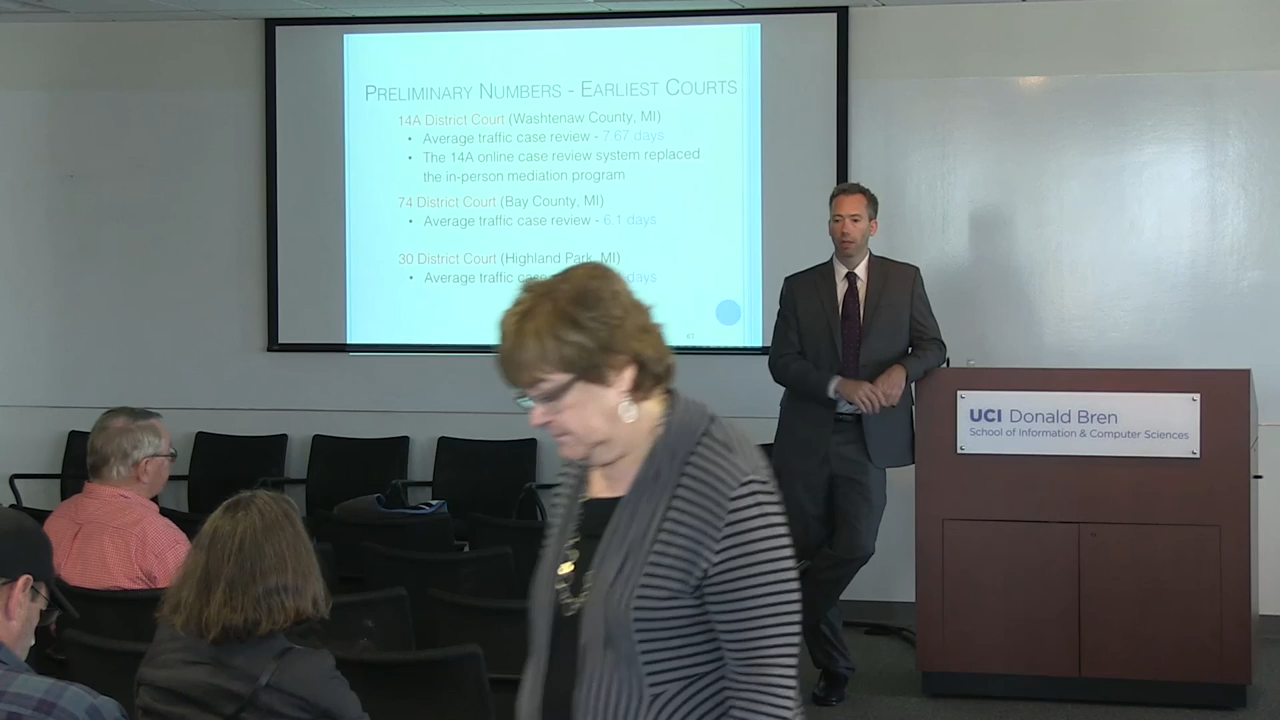 PRELIMINARY NUMBERS - EARLIEST COURTS
14A District Court (Washtenaw County, MI)
• Average traffic case review - 7.67 days
• The 14A online case review system replaced
the in-person mediation program
74 District Court (Bay County, MI)
• Average traffic case review - 6.1 days
30 District Court (Highland Park, MI)
• Average traffic days
67
UCI Donald Bren
School of Information & Computer Sciences